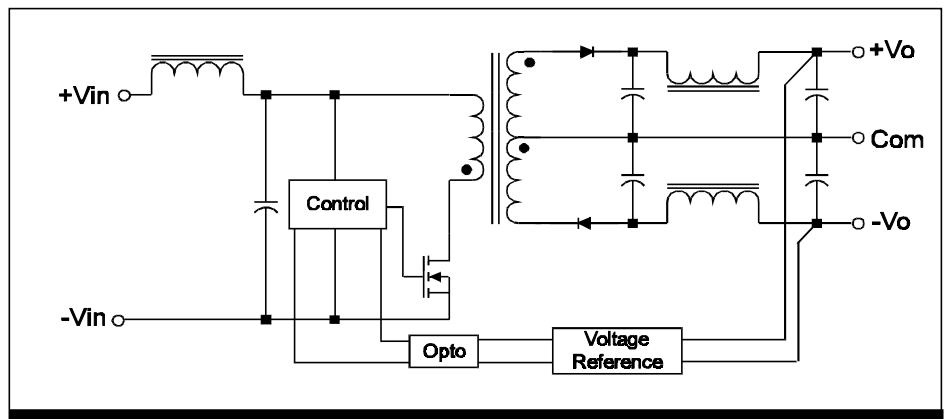 +Vo
+Vin
Com
Control
-Vo
-Vin
Opto
Voltage
Reference